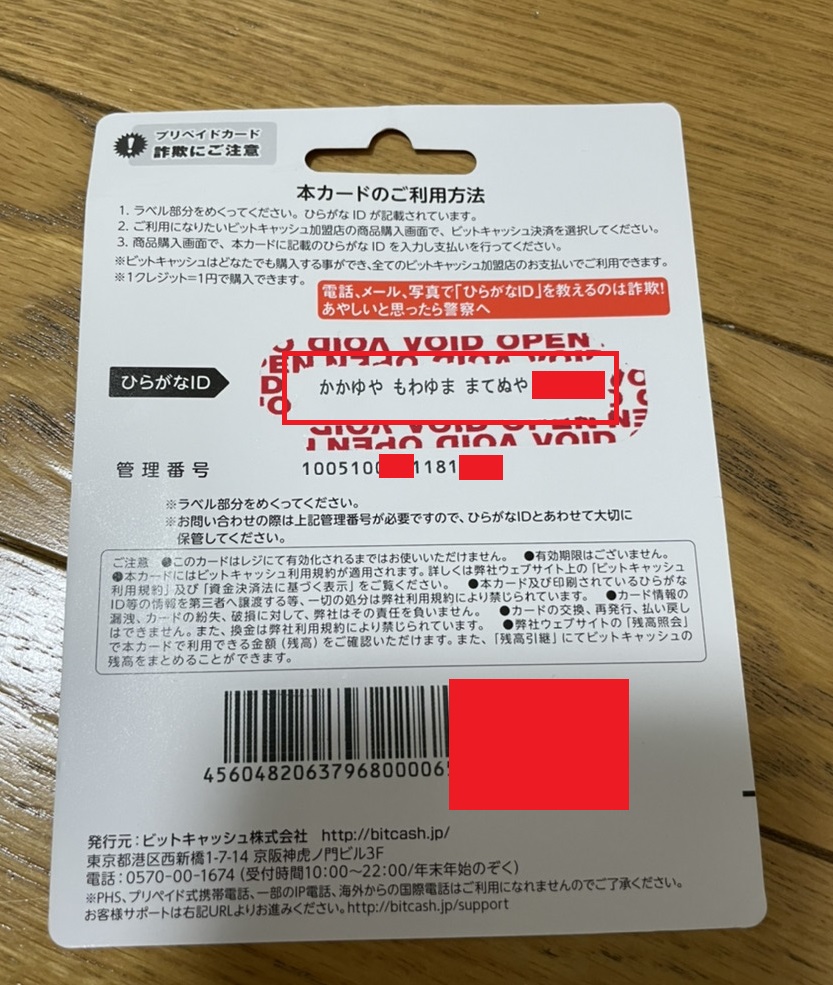 プリペイドカード
詐欺にご注意
本カードのご利用方法
1. ラベル部分をめくってください。ひらがな ID が記載されています。
2. ご利用になりたいビットキャッシュ加盟店の商品購入画面で、ビットキャッシュ決済を選択してください。
3. 商品購入画面で、本カードに記載のひらがな ID を入力し支払いを行ってください。
※ビットキャッシュはどなたでも購入する事ができ、全てのビットキャッシュ加盟店のお支払いでご利用できます。
※1クレジット=1円で購入できます。
電話、メール、写真で「ひらがなID」を教えるのは詐欺!
あやしいと思ったら警察へ
VOID OPEN
ひらがなID
かかゆや もわゆま まてぬや
VOID OPEN VOID
管理番号
1005100 1181
※ラベル部分をめくってください。
※お問い合わせの際は上記管理番号が必要ですので、ひらがなIDとあわせて大切に
保管してください。
ご注意 ●このカードはレジにて有効化されるまではお使いいただけません。 ●有効期限はございません。
●本カードにはビットキャッシュ利用規約が適用されます。詳しくは弊社ウェブサイト上の「ビットキャッシュ
利用規約」及び「資金決済法に基づく表示」をご覧ください。 ●本カード及び印刷されているひらがな
ID等の情報を第三者へ譲渡する等、一切の処分は弊社利用規約により禁じられています。 ●カード情報の
漏洩、カードの紛失、破損に対して、弊社はその責任を負いません。 ●カードの交換、再発行、払い戻し
はできません。また、換金は弊社利用規約により禁じられています。 ●弊社ウェブサイトの「残高照会」
で本カードで利用できる金額(残高)をご確認いただけます。また、「残高引継」にてビットキャッシュの
残高をまとめることができます。
456048206379680000 6
発行元:ビットキャッシュ株式会社 http://bitcash.jp/
東京都港区西新橋1-7-14 京阪神虎ノ門ビル3F
電話:0570-00-1674 (受付時間10:00~22:00/年末年始のぞく)
※PHS、プリペイド式携帯電話、一部のIP電話、海外からの国際電話はご利用になれませんのでご了承ください。
お客様サポートは右記URLよりお進みください。http://bitcash.jp/support